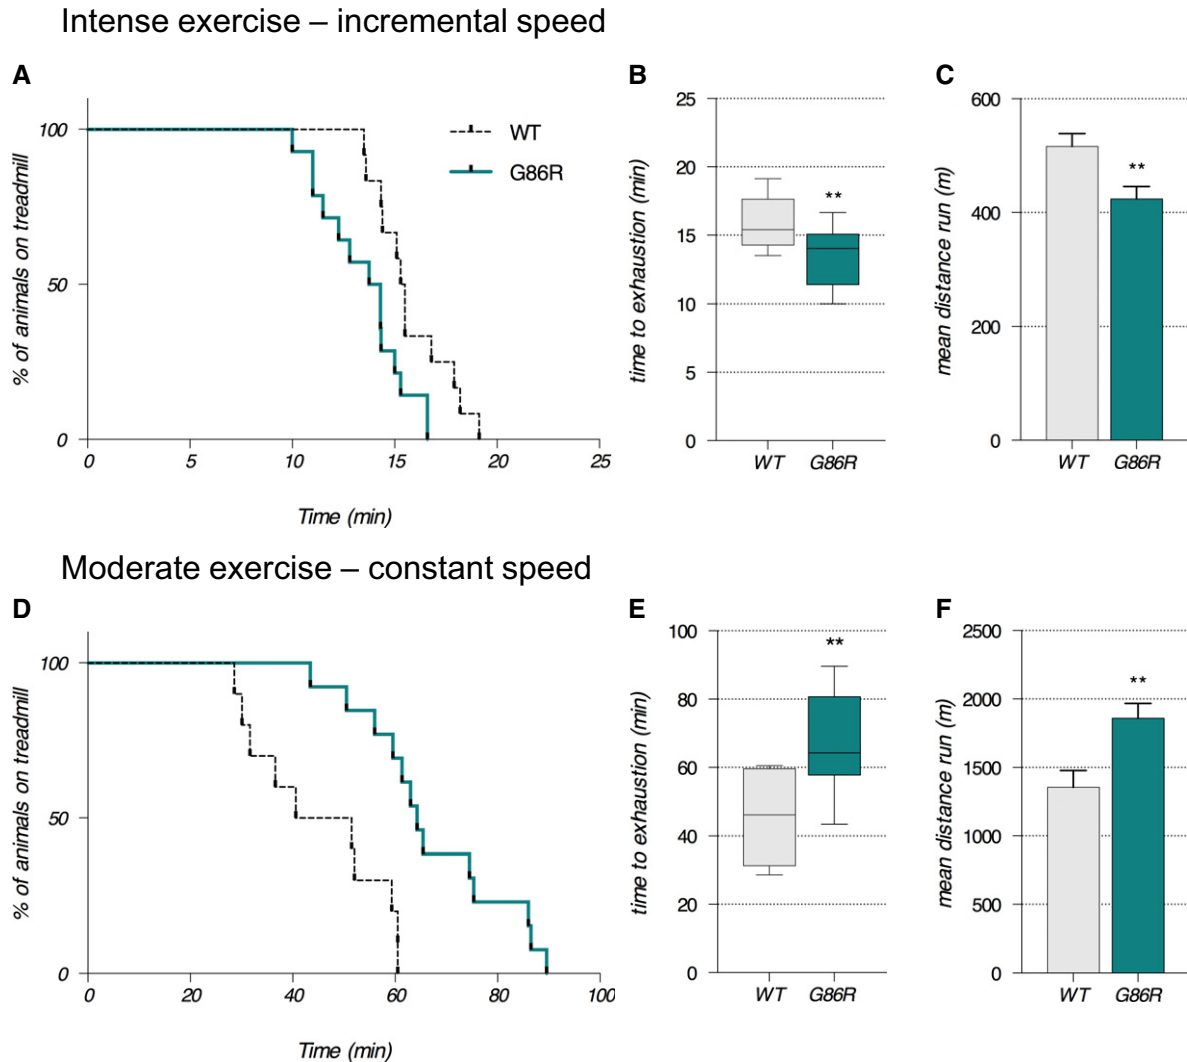 Intense exercise – incremental speed
A
% of animals on treadmill
100
50
0
WT
G86R
0 5 10 15 20 25
Time (min)
B
time to exhaustion (min)
25
20
15
10
5
0
**
WT G86R
C
mean distance run (m)
600
400
200
0
**
WT G86R
Moderate exercise – constant speed
D
% of animals on treadmill
100
50
0
0 20 40 60 80 100
Time (min)
E
time to exhaustion (min)
100
80
60
40
20
0
**
WT G86R
F
mean distance run (m)
2500
2000
1500
1000
500
0
**
WT G86R